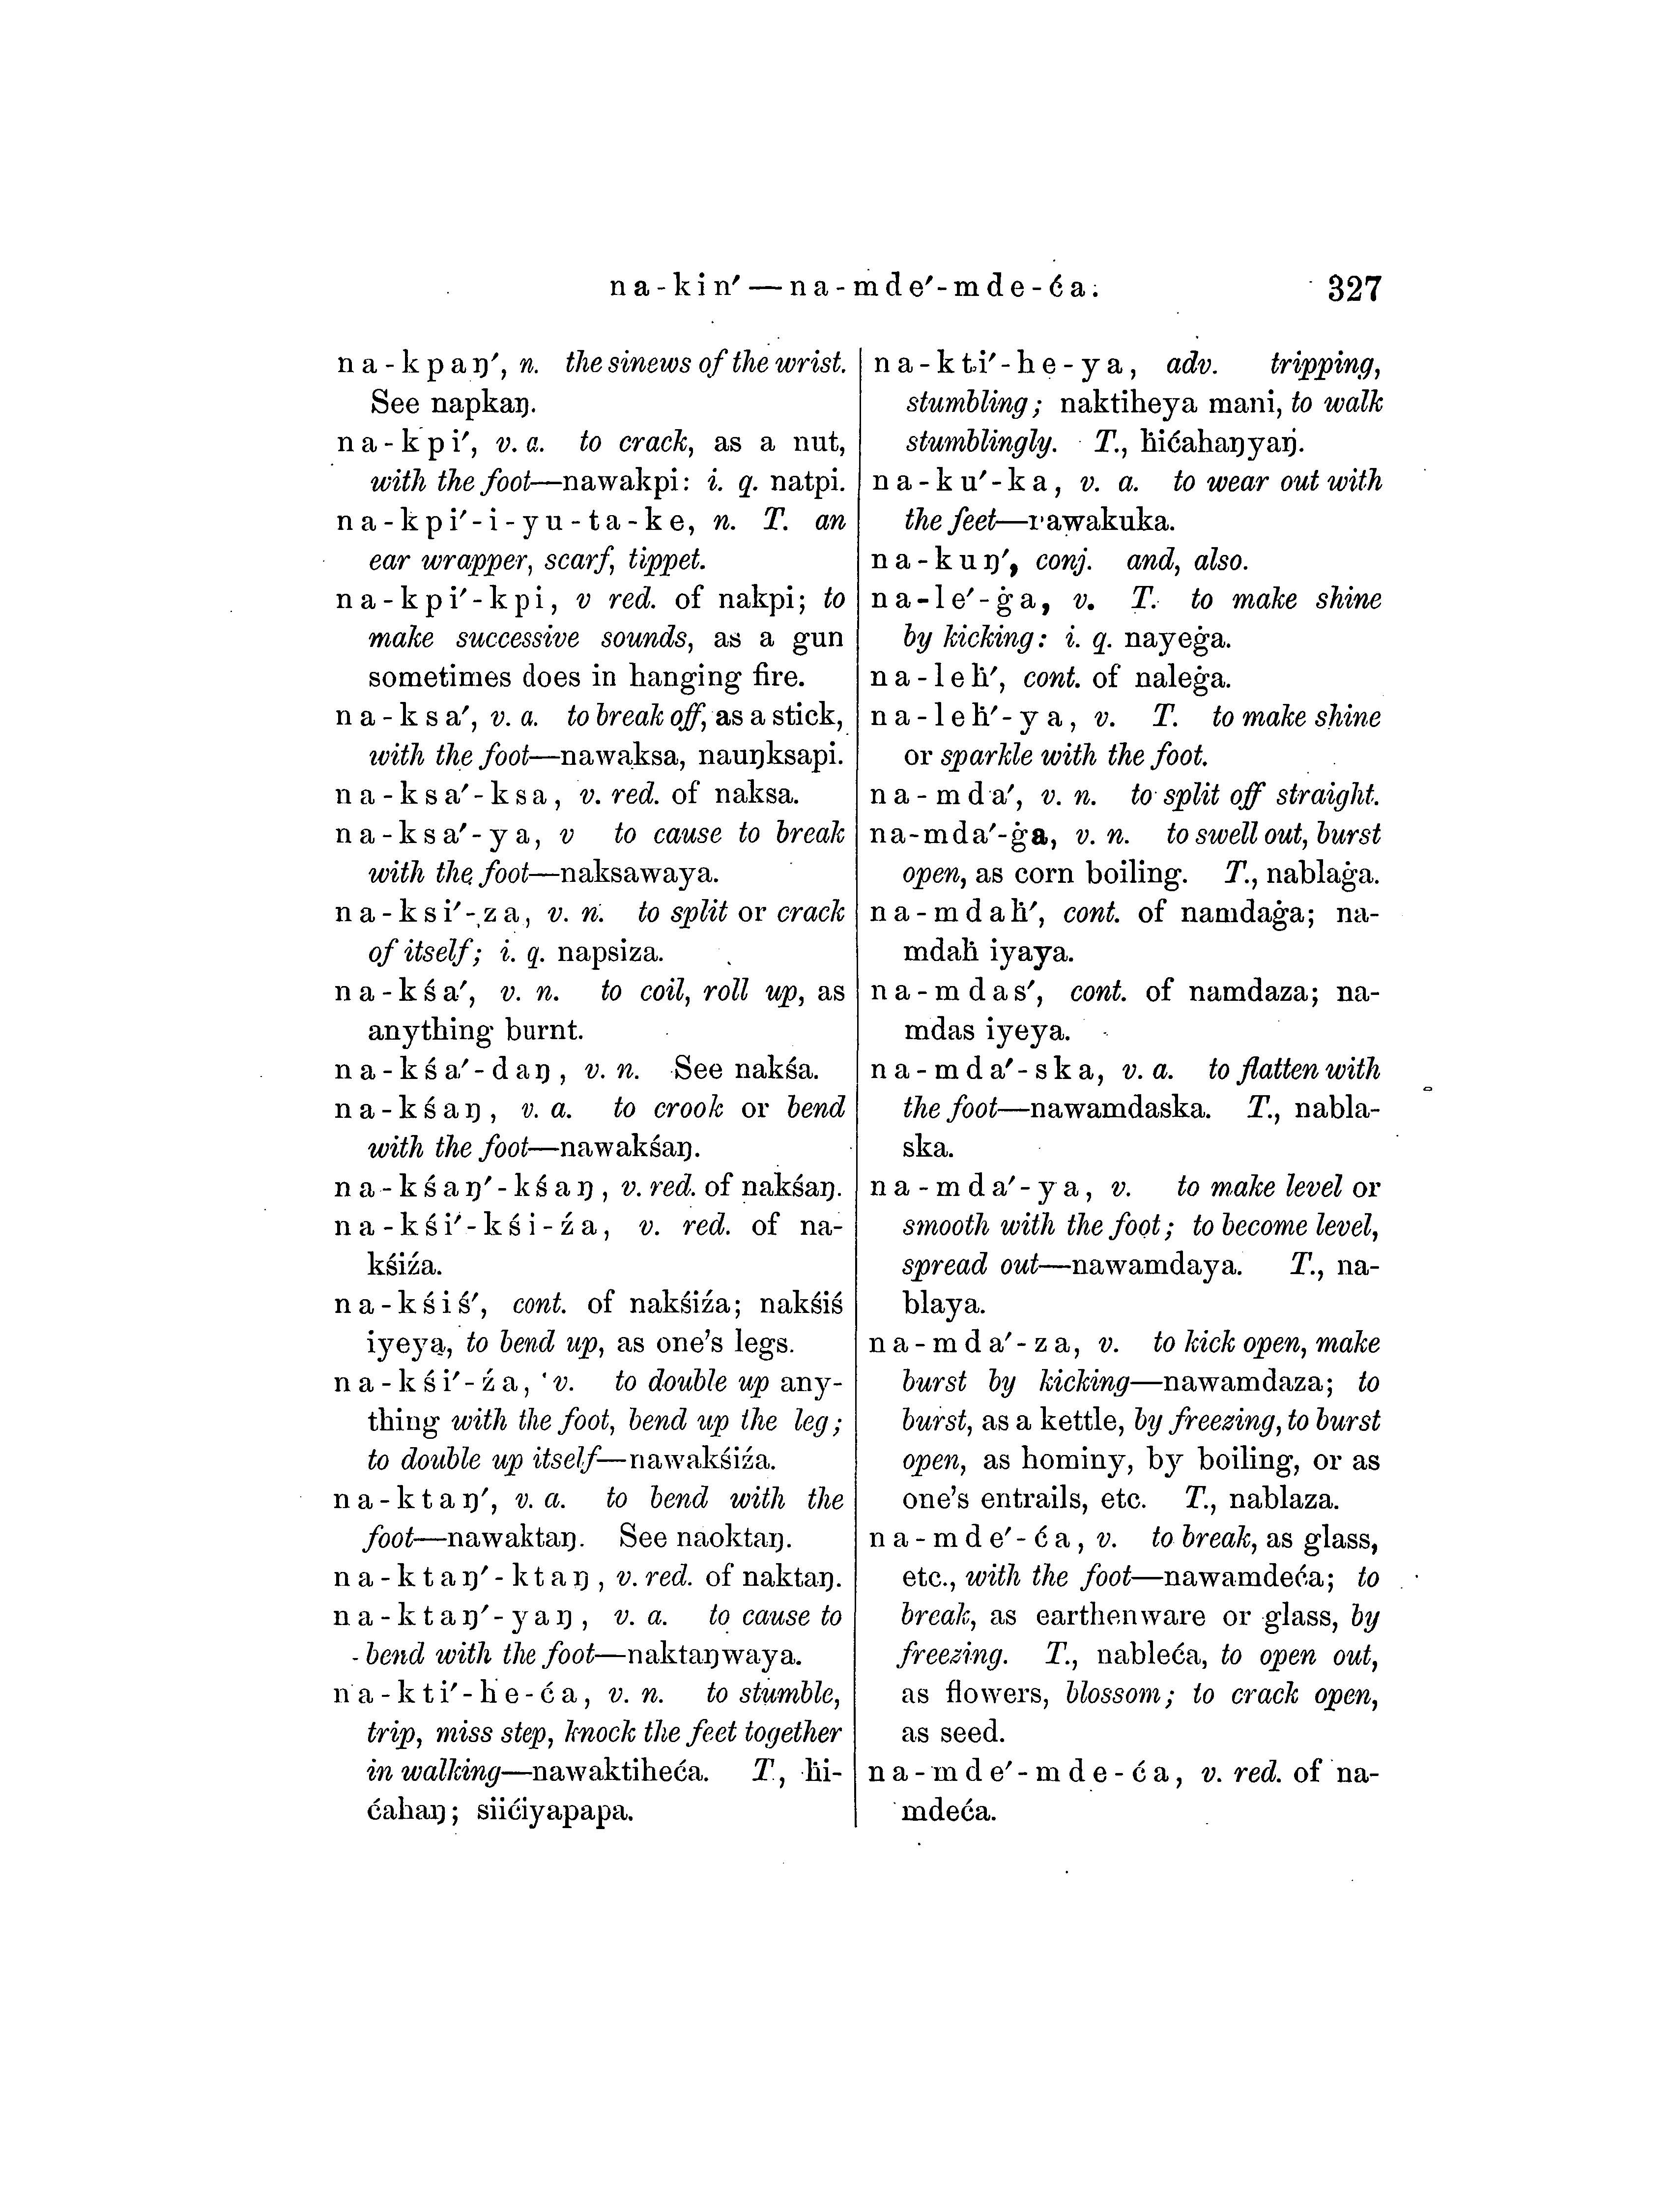 na-kin′—na-mde′-mde-ća.
327
na-kpaŋ′, n. the sinews of the wrist.
See napkaŋ.
na-kpi′, v. a. to crack, as a nut,
with the foot—nawakpi: i. q. natpi.
na-kpi′-i-yu-ta-ke, n. T. an
ear wrapper, scarf, tippet.
na-kpi′-kpi, v red. of nakpi; to
make successive sounds, as a gun
sometimes does in hanging fire.
na-ksa′, v. a. to break off, as a stick,
with the foot—nawaksa, nauŋksapi.
na-ksa′-ksa, v. red. of naksa.
na-ksa′-ya, v to cause to break
with the foot—naksawaya.
na-ksi′-za, v. n. to split or crack
of itself; i. q. napsiza.
na-kśa′, v. n. to coil, roll up, as
anything burnt.
na-kśa′-daŋ, v. n. See nakśa.
na-kśaŋ, v. a. to crook or bend
with the foot—nawakśaŋ.
na-kśaŋ′-kśaŋ, v. red. of nakśaŋ.
na-kśi′-kśi-źa, v. red. of na-
kśiźa.
na-kśiś′, cont. of nakśiźa; nakśiś
iyeya, to bend up, as one's legs.
na-kśi′-źa, v. to double up any-
thing with the foot, bend up the leg;
to double up itself—nawakśiźa.
na-ktaŋ′, v. a. to bend with the
foot—nawaktaŋ. See naoktaŋ.
na-ktaŋ′-ktaŋ, v. red. of naktaŋ.
na-ktaŋ′-yaŋ, v. a. to cause to
bend with the foot—naktaŋwaya.
na-kti′-he-ća, v. n. to stumble,
trip, miss step, knock the feet together
in walking—nawaktiheća. T, ḣi-
ćahaŋ; siićiyapapa.
na-kti′-he-ya, adv. tripping,
stumbling; naktiheya mani, to walk
stumblingly. T., ḣićahaŋyaŋ.
na-ku′-ka, v. a. to wear out with
the feet—rawakuka.
na-kuŋ′, conj. and, also.
na-le′-ġa, v. T. to make shine
by kicking: i. q. nayeġa.
na-leḣ′, cont. of naleġa.
na-leḣ′-ya, v. T. to make shine
or sparkle with the foot.
na-mda′, v. n. to split off straight.
na-mda′-ġa, v. n. to swell out, burst
open, as corn boiling. T., nablaġa.
na-mdaḣ′, cont. of namdaġa; na-
mdaḣ iyaya.
na-mdas′, cont. of namdaza; na-
mdas iyeya.
na-mda′-ska, v. a. to flatten with
the foot—nawamdaska. T., nabla-
ska.
na-mda′-ya, v. to make level or
smooth with the foot; to become level,
spread out—nawamdaya. T., na-
blaya.
na-mda′-za, v. to kick open, make
burst by kicking—nawamdaza; to
burst, as a kettle, by freezing, to burst
open, as hominy, by boiling, or as
one's entrails, etc. T., nablaza.
na-mde′-ća, v. to break, as glass,
etc., with the foot—nawamdeća; to
break, as earthenware or glass, by
freezing. T., nableća, to open out,
as flowers, blossom; to crack open,
as seed.
na-mde′-mde-ća, v. red. of na-
mdeća.